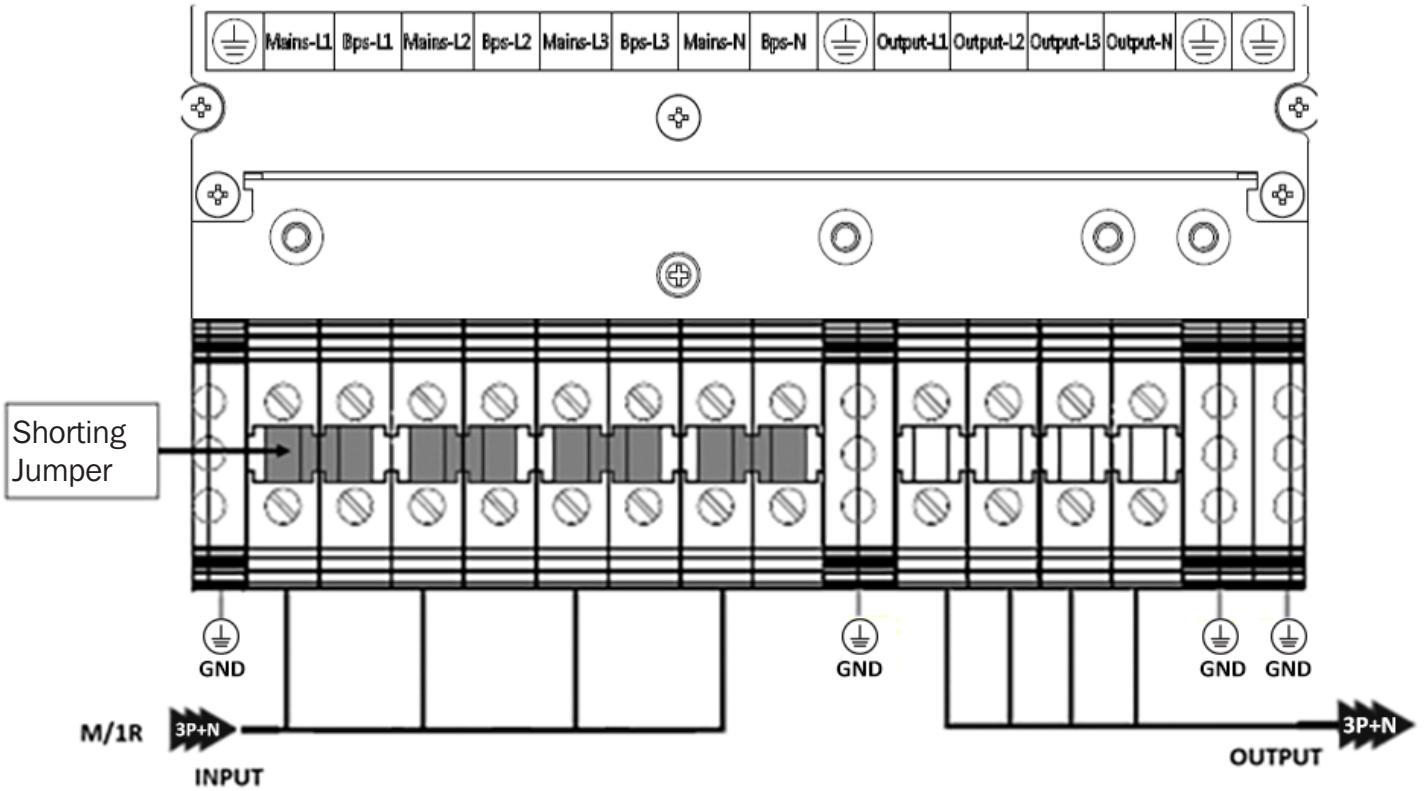 Mains-L1 Bps-L1 Mains-L2 Bps-L2 Mains-L3 Bps-L3 Mains-N Bps-N Output-L1 Output-L2 Output-L3 Output-N
Shorting
Jumper
GND GND GND GND
M/1R 3P+N 3P+N
INPUT OUTPUT